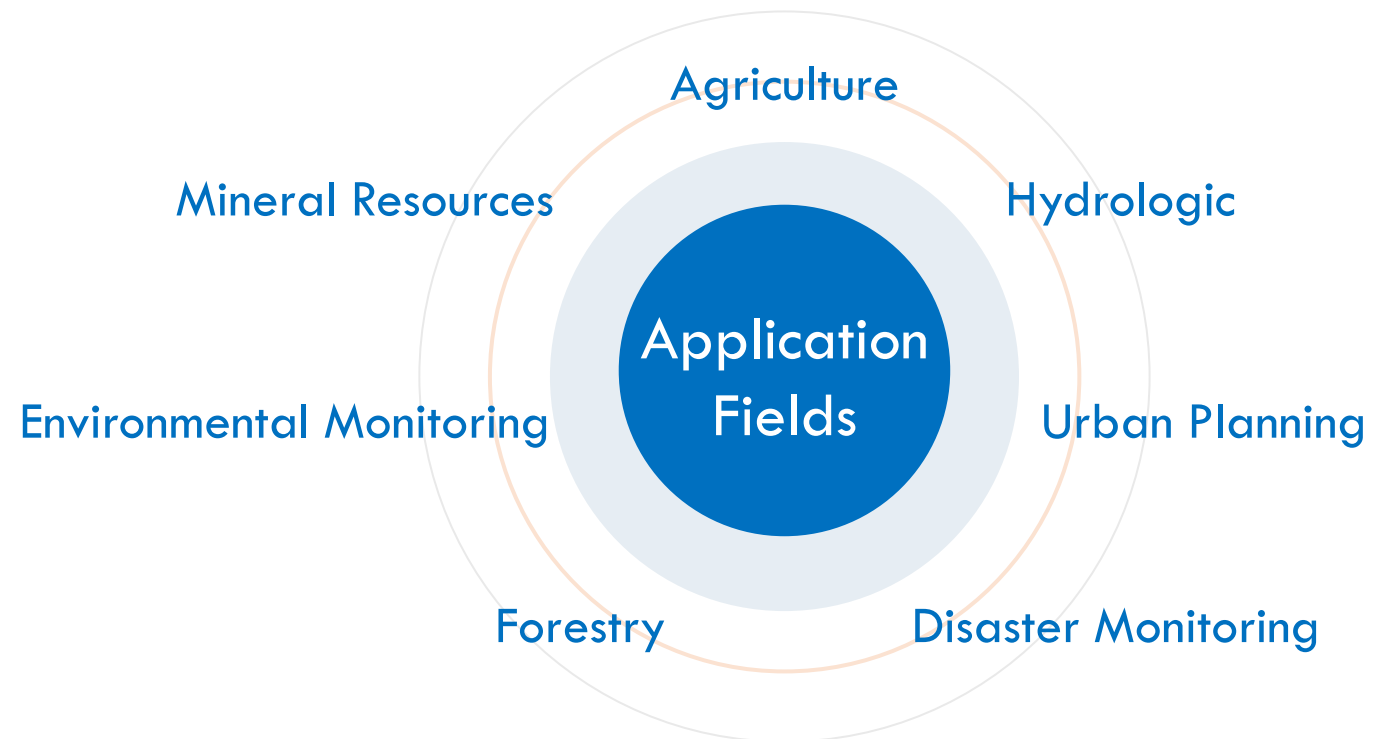 Agriculture
Mineral Resources
Hydrologic
Application
Fields
Environmental Monitoring
Urban Planning
Forestry
Disaster Monitoring